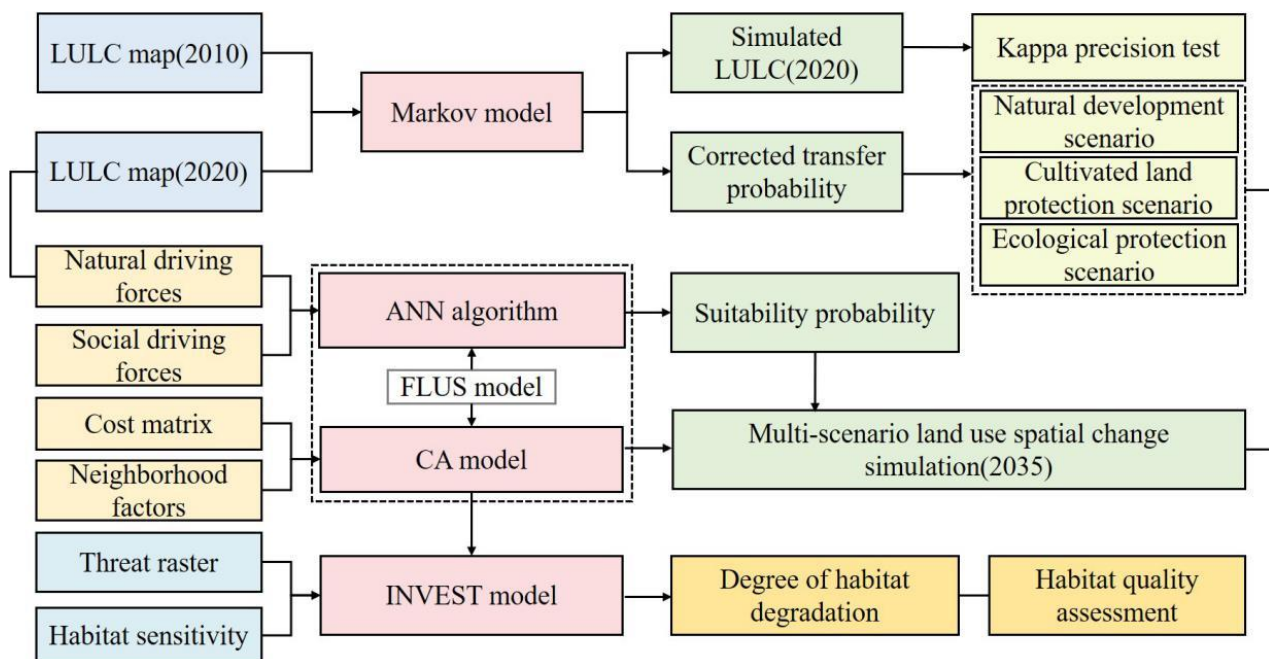 LULC map(2010)
LULC map(2020)
Markov model
Simulated
LULC(2020)
Corrected transfer
probability
Kappa precision test
Natural development
scenario
Cultivated land
protection scenario
Ecological protection
scenario
Natural driving
forces
Social driving
forces
Cost matrix
Neighborhood
factors
ANN algorithm
FLUS model
CA model
Suitability probability
Multi-scenario land use spatial change
simulation(2035)
Threat raster
Habitat sensitivity
INVEST model
Degree of habitat
degradation
Habitat quality
assessment